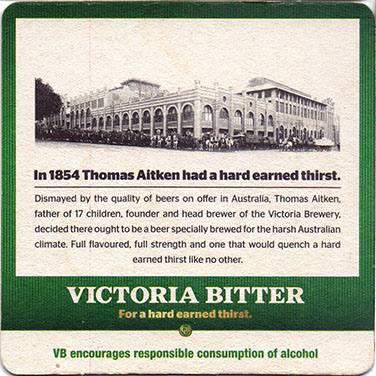 In 1854 Thomas Aitken had a hard earned thirst.
Dismayed by the quality of beers on offer in Australia, Thomas Aitken,
father of 17 children, founder and head brewer of the Victoria Brewery,
decided there ought to be a beer specially brewed for the harsh Australian
climate. Full flavoured, full strength and one that would quench a hard
earned thirst like no other.
VICTORIA BITTER
For a hard earned thirst.
VB encourages responsible consumption of alcohol